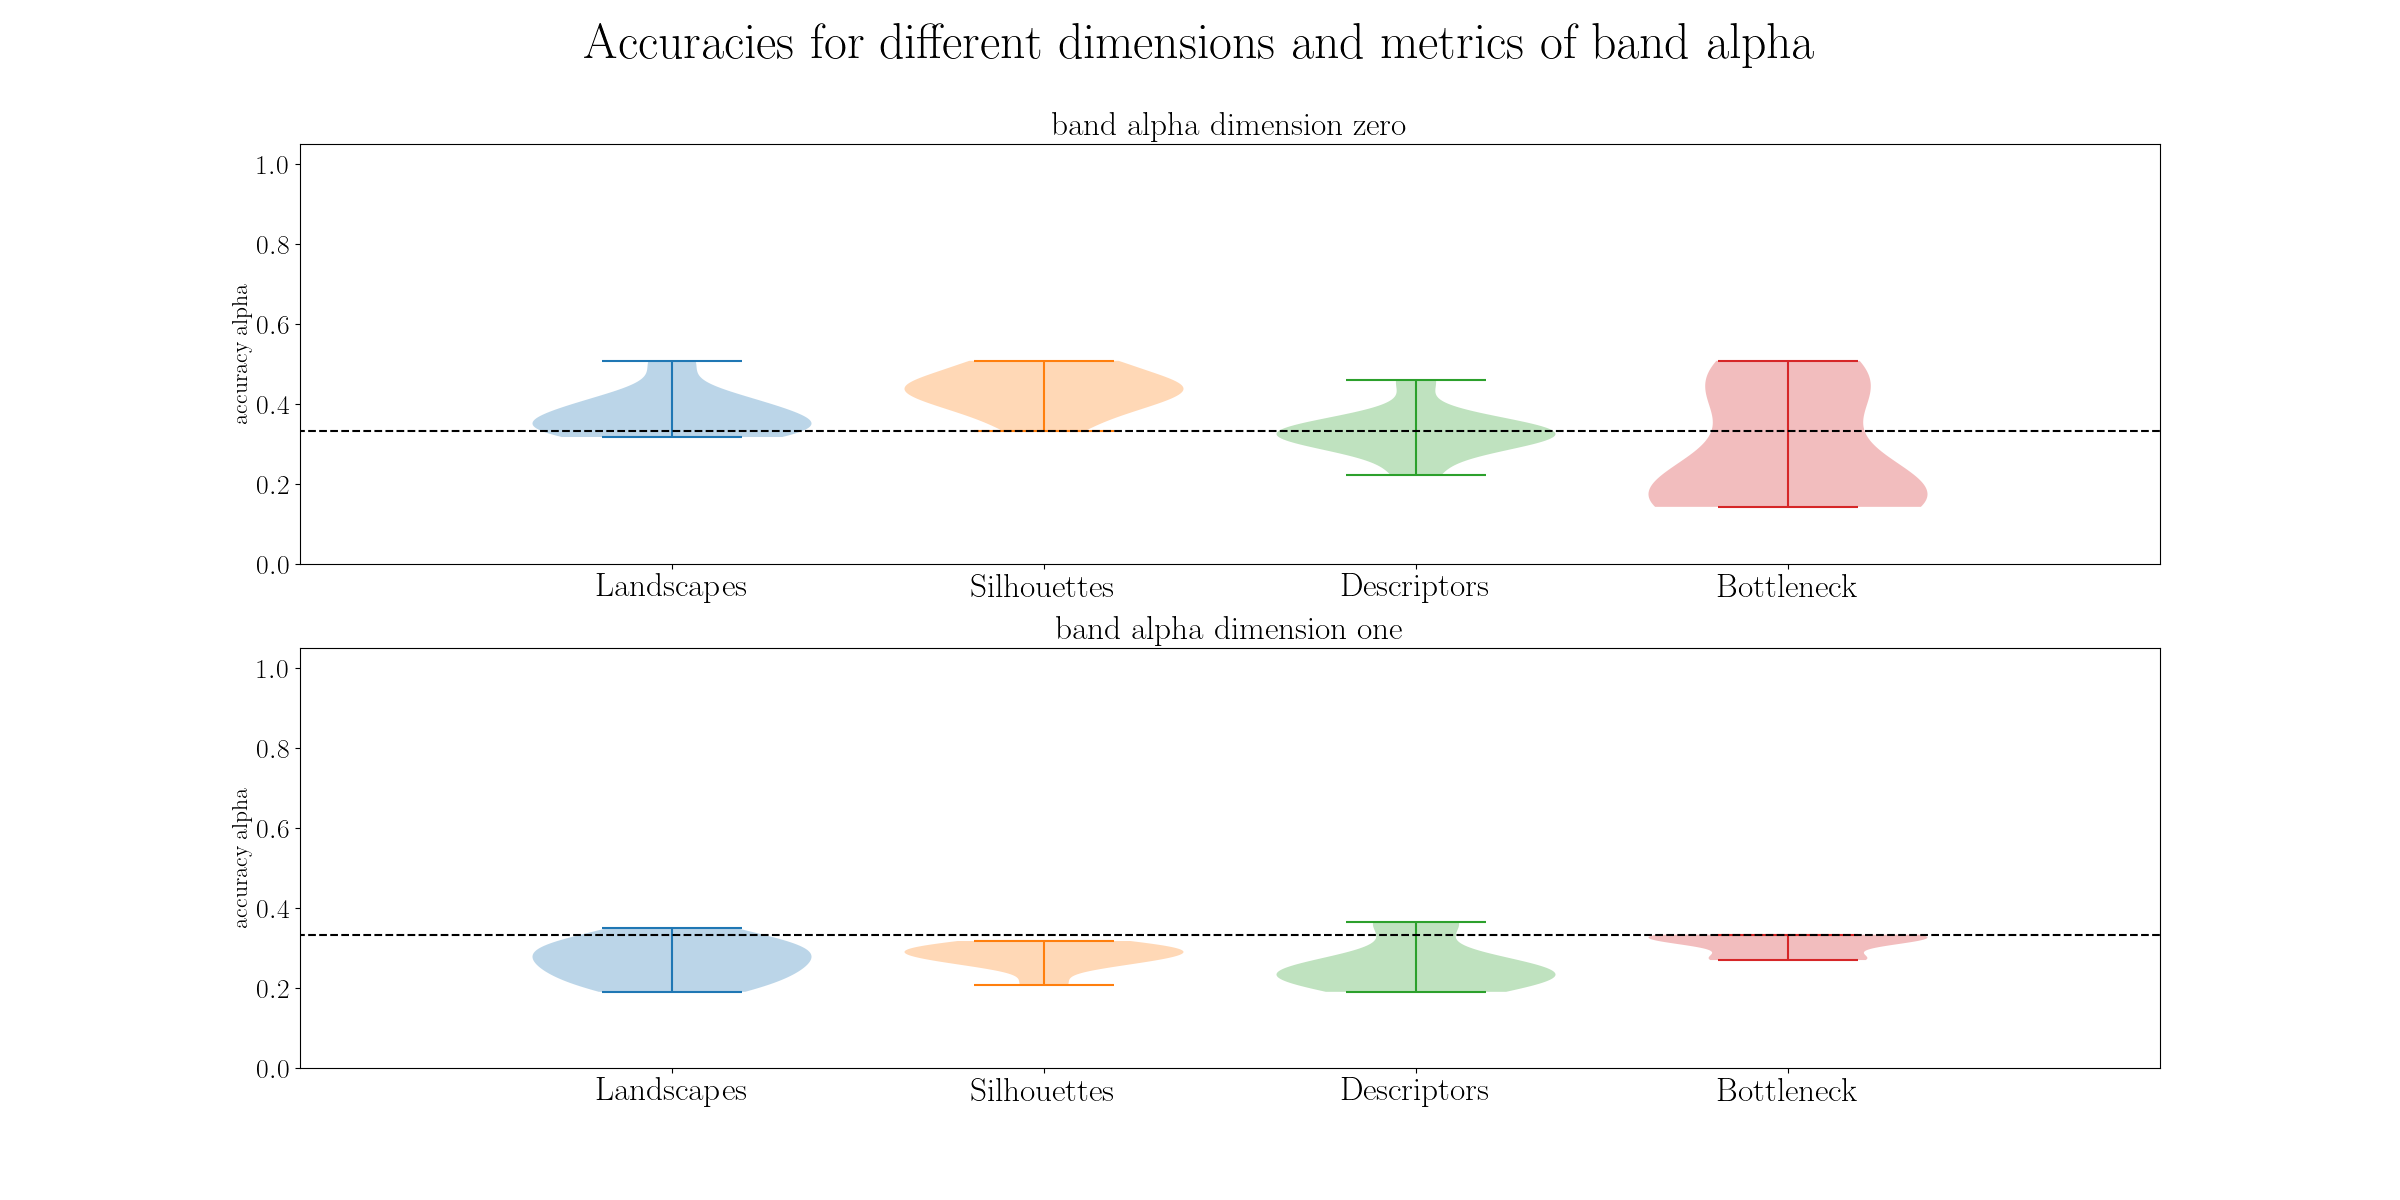 Accuracies for different dimensions and metrics of band alpha
band alpha dimension zero
accuracy alpha
1.0
0.8
0.6
0.4
0.2
0.0
Landscapes Silhouettes Descriptors Bottleneck
band alpha dimension one
accuracy alpha
1.0
0.8
0.6
0.4
0.2
0.0
Landscapes Silhouettes Descriptors Bottleneck